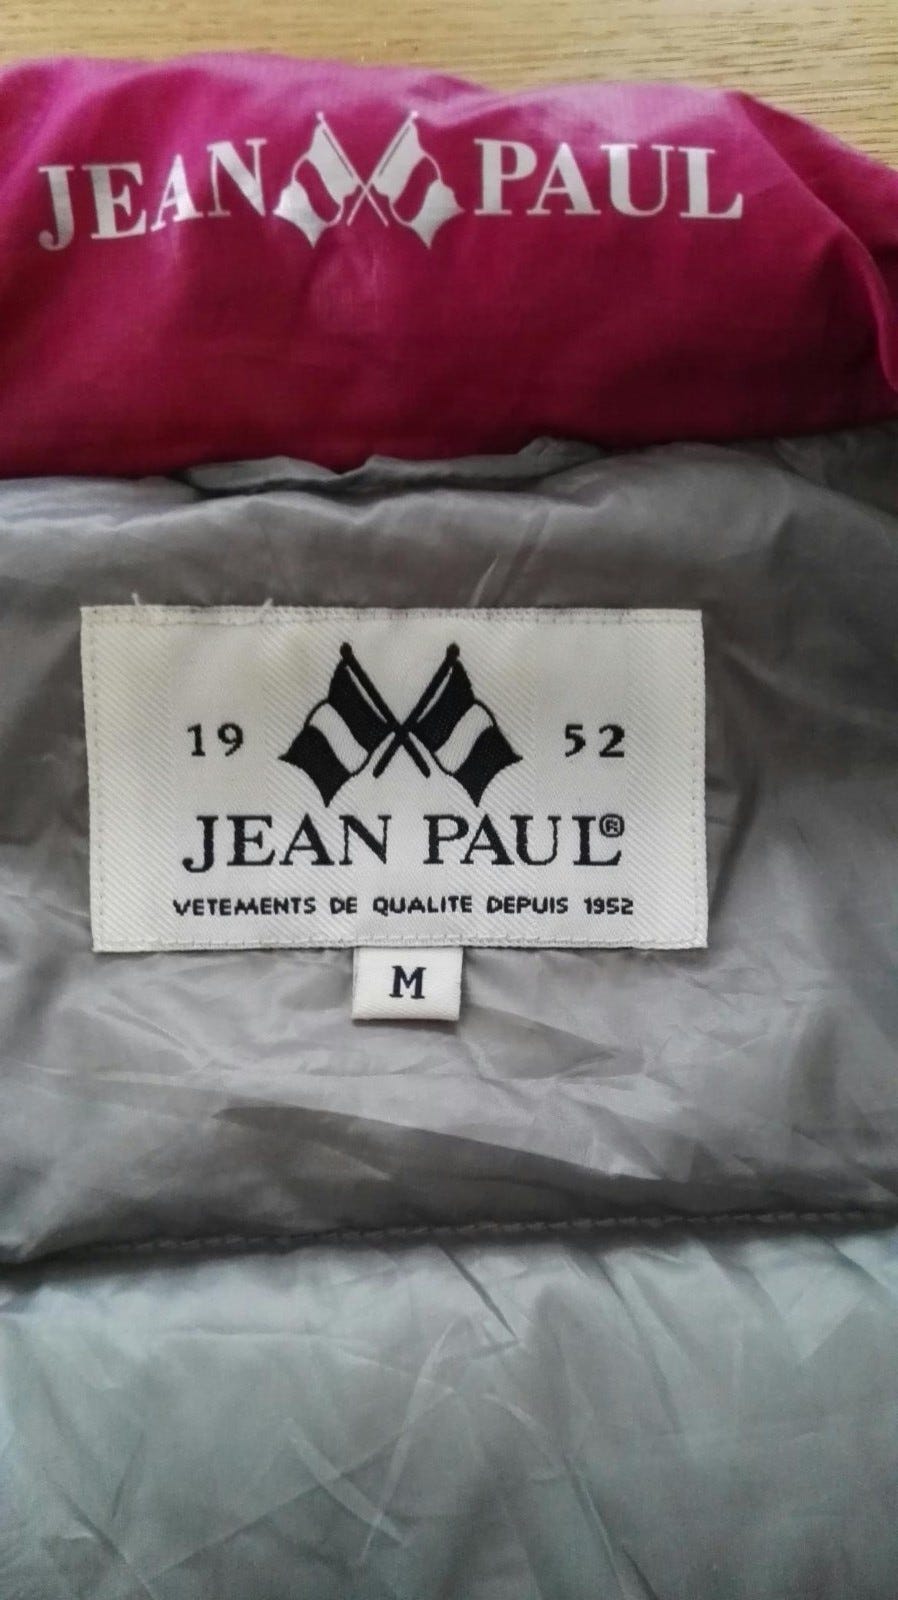 JEAN PAUL
19 52
JEAN PAUL®
VETEMENTS DE QUALITE DEPUIS 1952
M